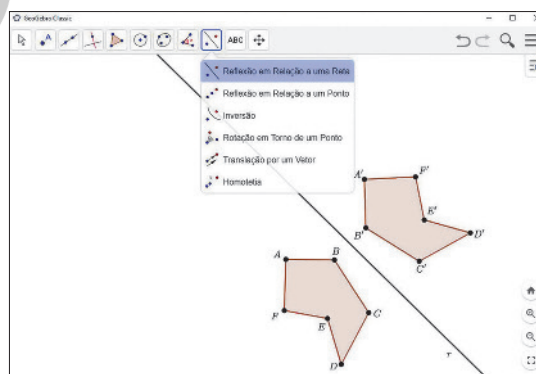 GeoGebra Classic
ABC
Reflexão em Relação a uma Reta
Reflexão em Relação a um Ponto
Inversão
Rotação em Torno de um Ponto
Translação por um Vetor
Homotetia
A' F'
E'
B' D'
C'
A B
F E C
D
r